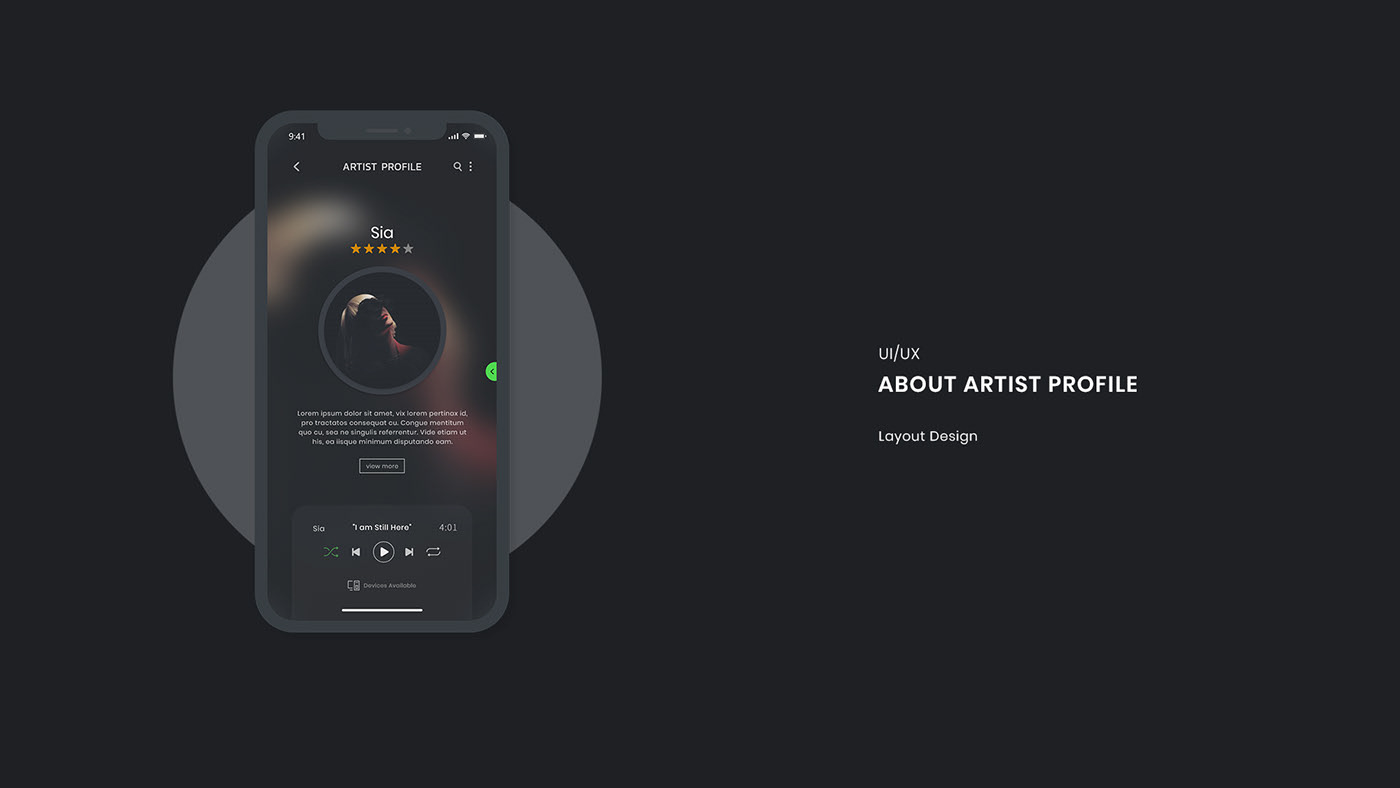 9:41
ARTIST PROFILE
Sia
Lorem ipsum dolor sit amet, vix lorem pertinax id,
pro tractatos consequat cu. Congue mentitum
quo cu, sea ne singulis referrentur. Vide etiam ut
his, ea iisque minimum disputando eam.
view more
Sia "I am Still Here" 4:01
Devices Available
UI/UX
ABOUT ARTIST PROFILE
Layout Design